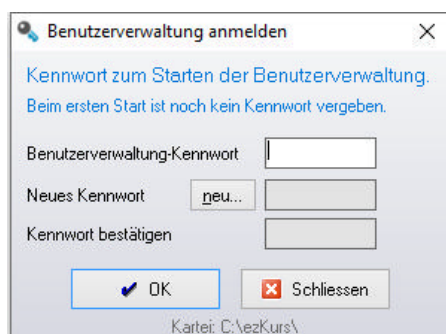 Benutzerverwaltung anmelden
Kennwort zum Starten der Benutzerverwaltung.
Beim ersten Start ist noch kein Kennwort vergeben.
Benutzerverwaltung-Kennwort
Neues Kennwort neu...
Kennwort bestätigen
OK Schliessen
Kartei: C:\ezKurs\